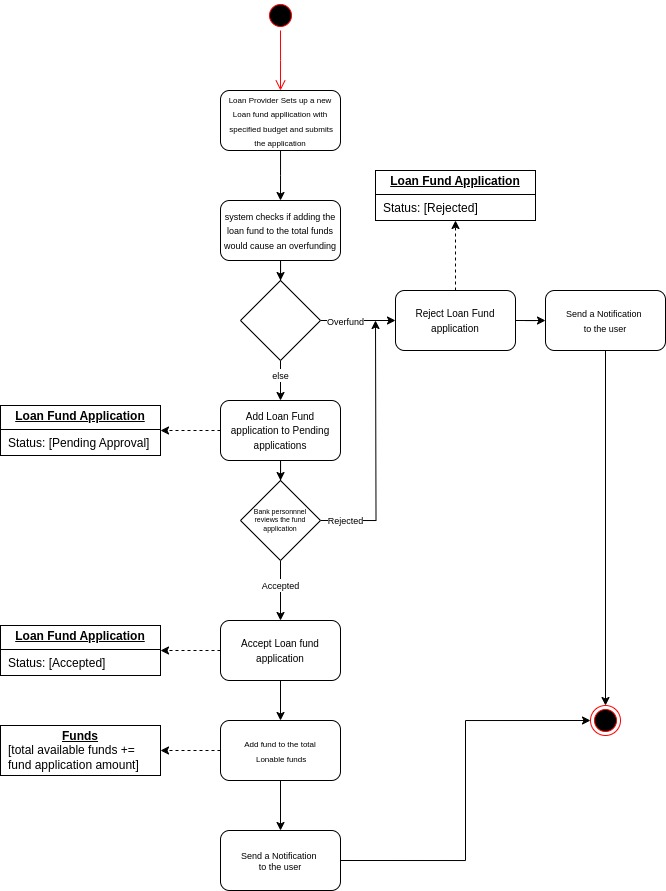 Loan Provider Sets up a new
Loan fund appllication with
specified budget and submits
the application
Loan Fund Application
Status: [Rejected]
system checks if adding the
loan fund to the total funds
would cause an overfunding
Overfund
Reject Loan Fund
application
Send a Notification
to the user
else
Loan Fund Application
Status: [Pending Approval]
Add Loan Fund
application to Pending
applications
Bank personnnel
reviews the fund
application
Rejected
Accepted
Loan Fund Application
Status: [Accepted]
Accept Loan fund
application
Funds
[total available funds +=
fund application amount]
Add fund to the total
Lonable funds
Send a Notification
to the user